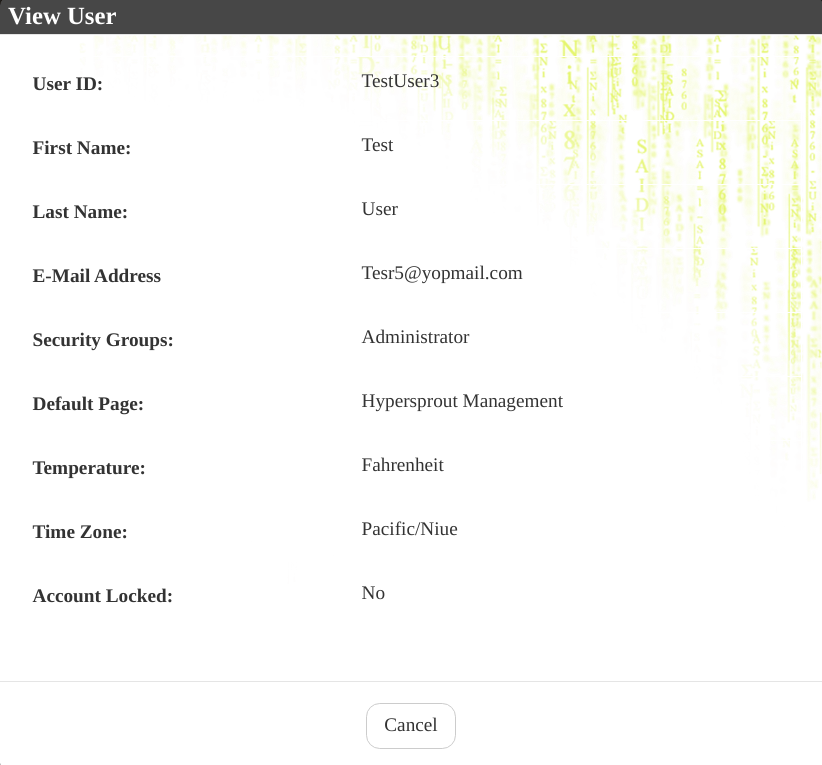 View User
User ID: TestUser3
First Name: Test
Last Name: User
E-Mail Address Tesr5@yopmail.com
Security Groups: Administrator
Default Page: Hypersprout Management
Temperature: Fahrenheit
Time Zone: Pacific/Niue
Account Locked: No
Cancel